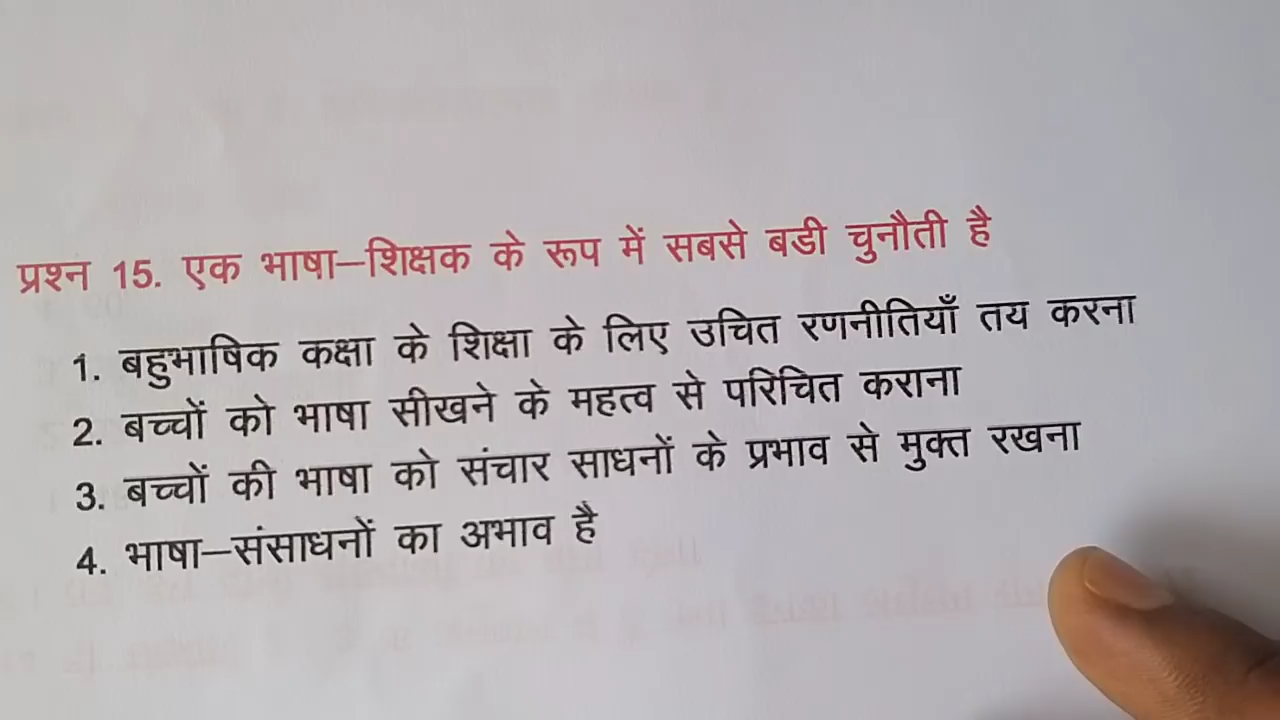 प्रश्न 15. एक भाषा–शिक्षक के रूप में सबसे बडी चुनौती है
1. बहुभाषिक कक्षा के शिक्षा के लिए उचित रणनीतियाँ तय करना
2. बच्चों को भाषा सीखने के महत्व से परिचित कराना
3. बच्चों की भाषा को संचार साधनों के प्रभाव से मुक्त रखना
4. भाषा–संसाधनों का अभाव है